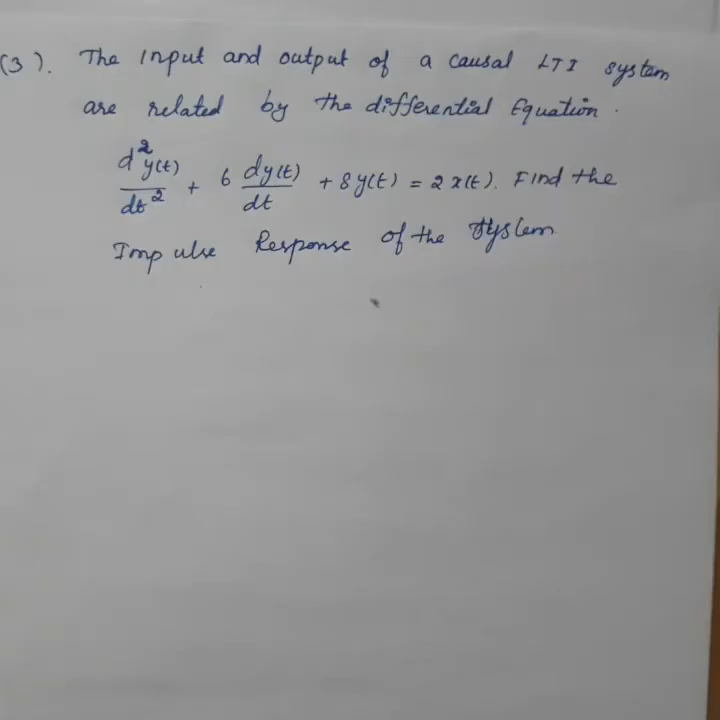 (3). The Input and output of a causal LTI system
are related by the differential Equation.
d²y(t)/dt² + 6 dy(t)/dt + 8y(t) = 2x(t). Find the
Impulse Response of the System